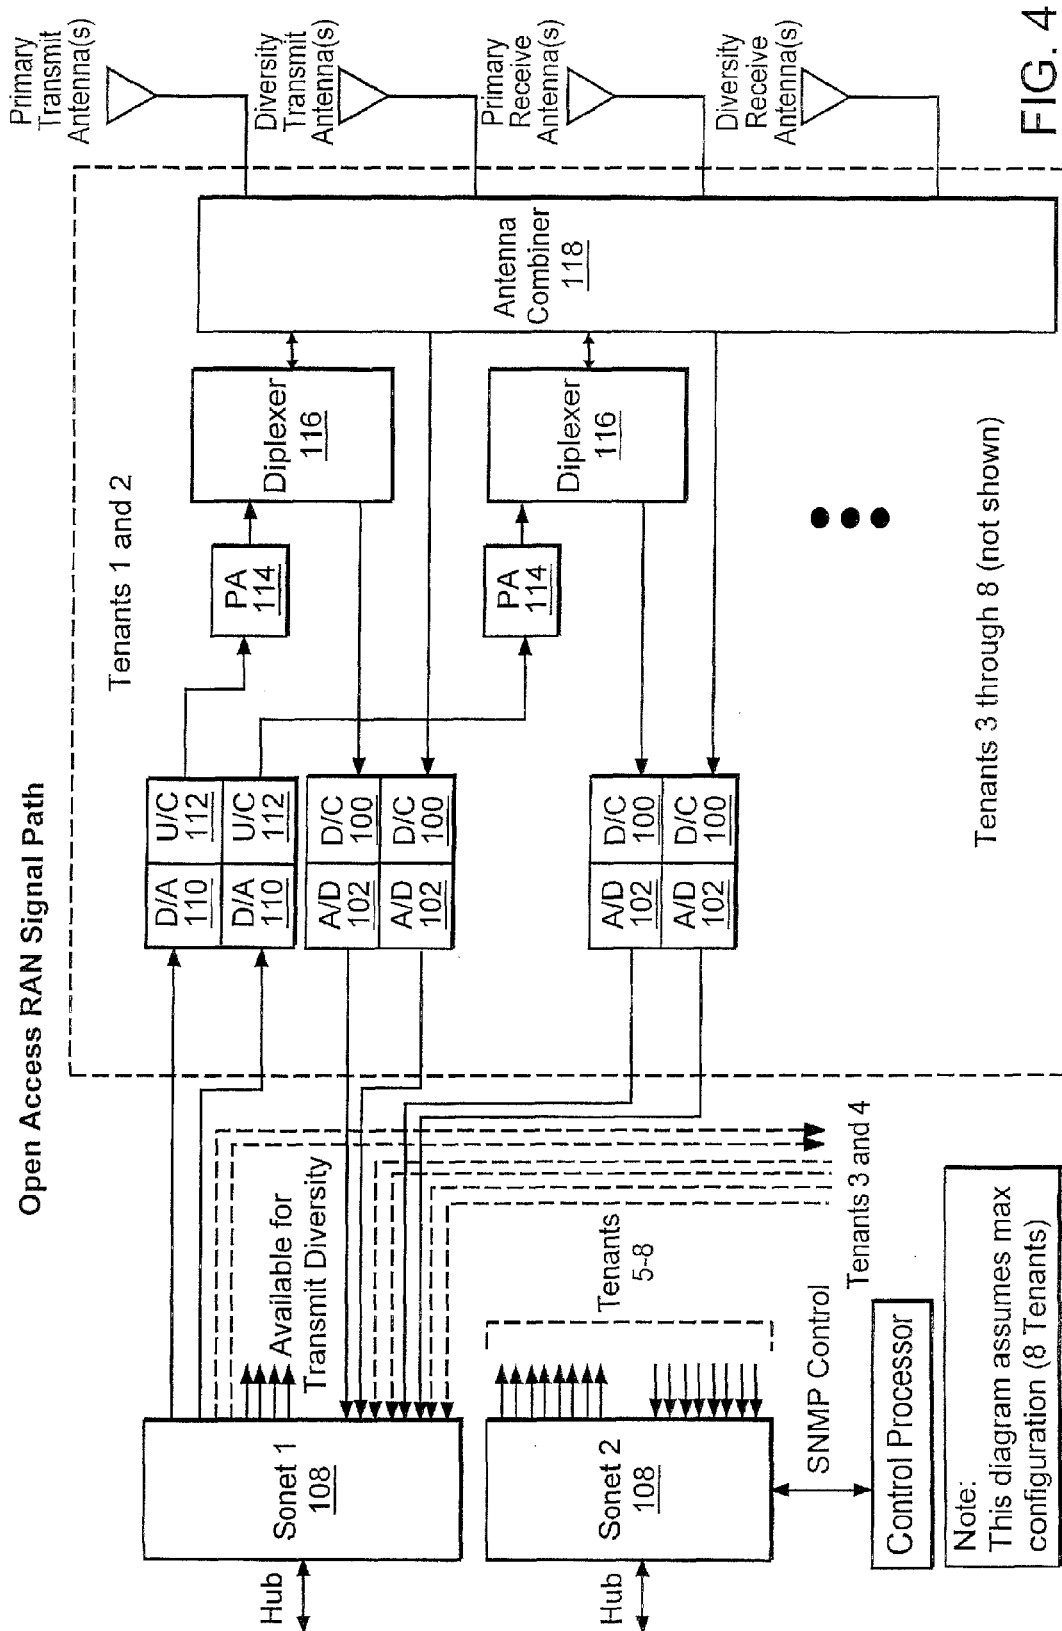 Open Access RAN Signal Path
Hub
Sonet 1
108
Available for
Transmit Diversity
D/A
110
U/C
112
D/A
110
U/C
112
A/D
102
D/C
100
A/D
102
D/C
100
Tenants 1 and 2
PA
114
Diplexer
116
Antenna
Combiner
118
Primary
Transmit
Antenna(s)
Diversity
Transmit
Antenna(s)
Primary
Receive
Antenna(s)
Diversity
Receive
Antenna(s)
Hub
Sonet 2
108
Tenants
5-8
A/D
102
D/C
100
A/D
102
D/C
100
PA
114
Diplexer
116
SNMP Control
Tenants 3 and 4
Control Processor
Tenants 3 through 8 (not shown)
Note:
This diagram assumes max
configuration (8 Tenants)
FIG. 4